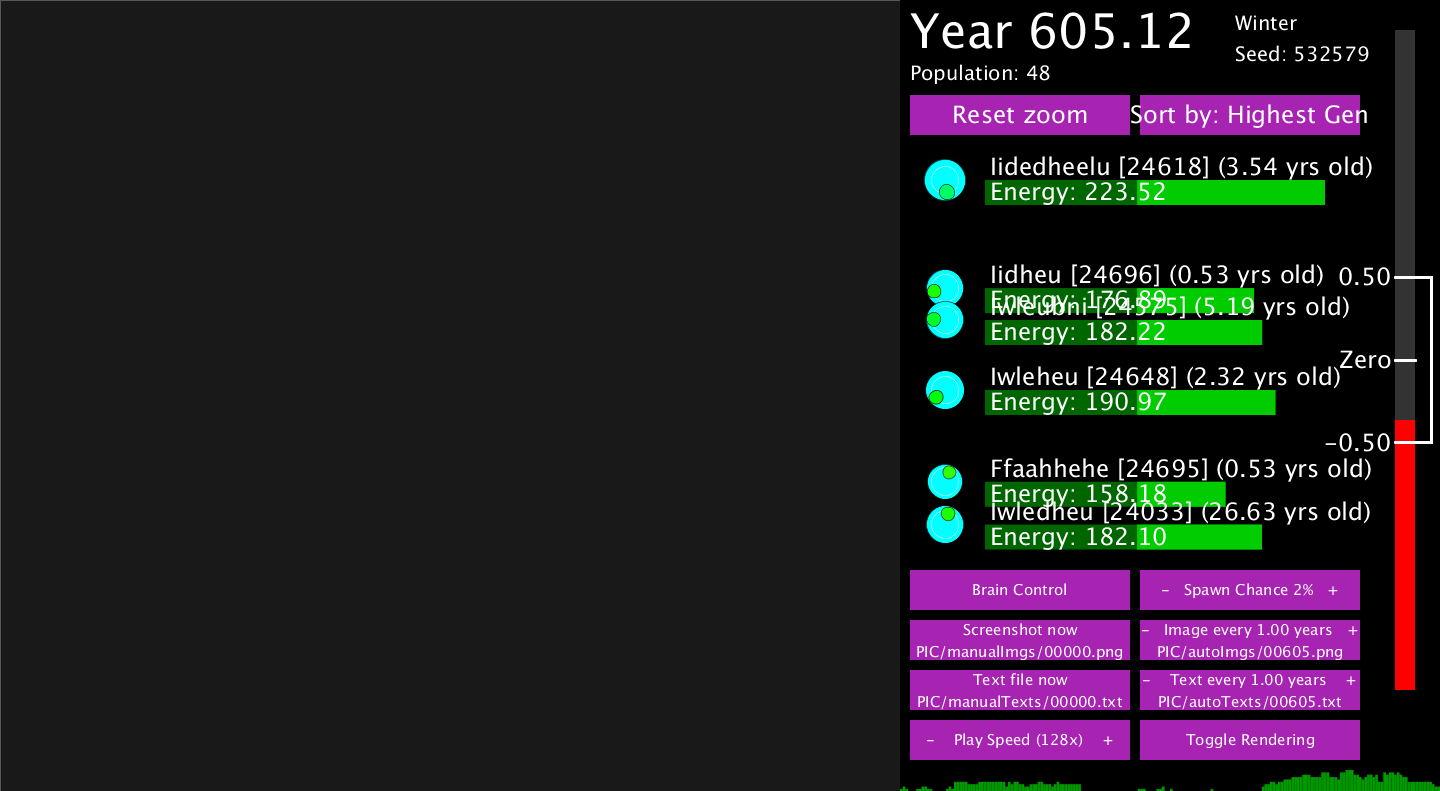 Year 605.12
Winter
Seed: 532579
Population: 48
Reset zoom
Sort by: Highest Gen
Iidedheelu [24618] (3.54 yrs old)
Energy: 223.52
Iidheu [24696] (0.53 yrs old)
Energy: 176.89
Iwleubni [24575] (5.19 yrs old)
Energy: 182.22
Iwleheu [24648] (2.32 yrs old)
Energy: 190.97
Ffaahhehe [24695] (0.53 yrs old)
Energy: 158.18
Iwledheu [24033] (26.63 yrs old)
Energy: 182.10
0.50
Zero
-0.50
Brain Control
- Spawn Chance 2% +
Screenshot now
PIC/manualImgs/00000.png
- Image every 1.00 years +
PIC/autoImgs/00605.png
Text file now
PIC/manualTexts/00000.txt
- Text every 1.00 years +
PIC/autoTexts/00605.txt
- Play Speed (128x) +
Toggle Rendering